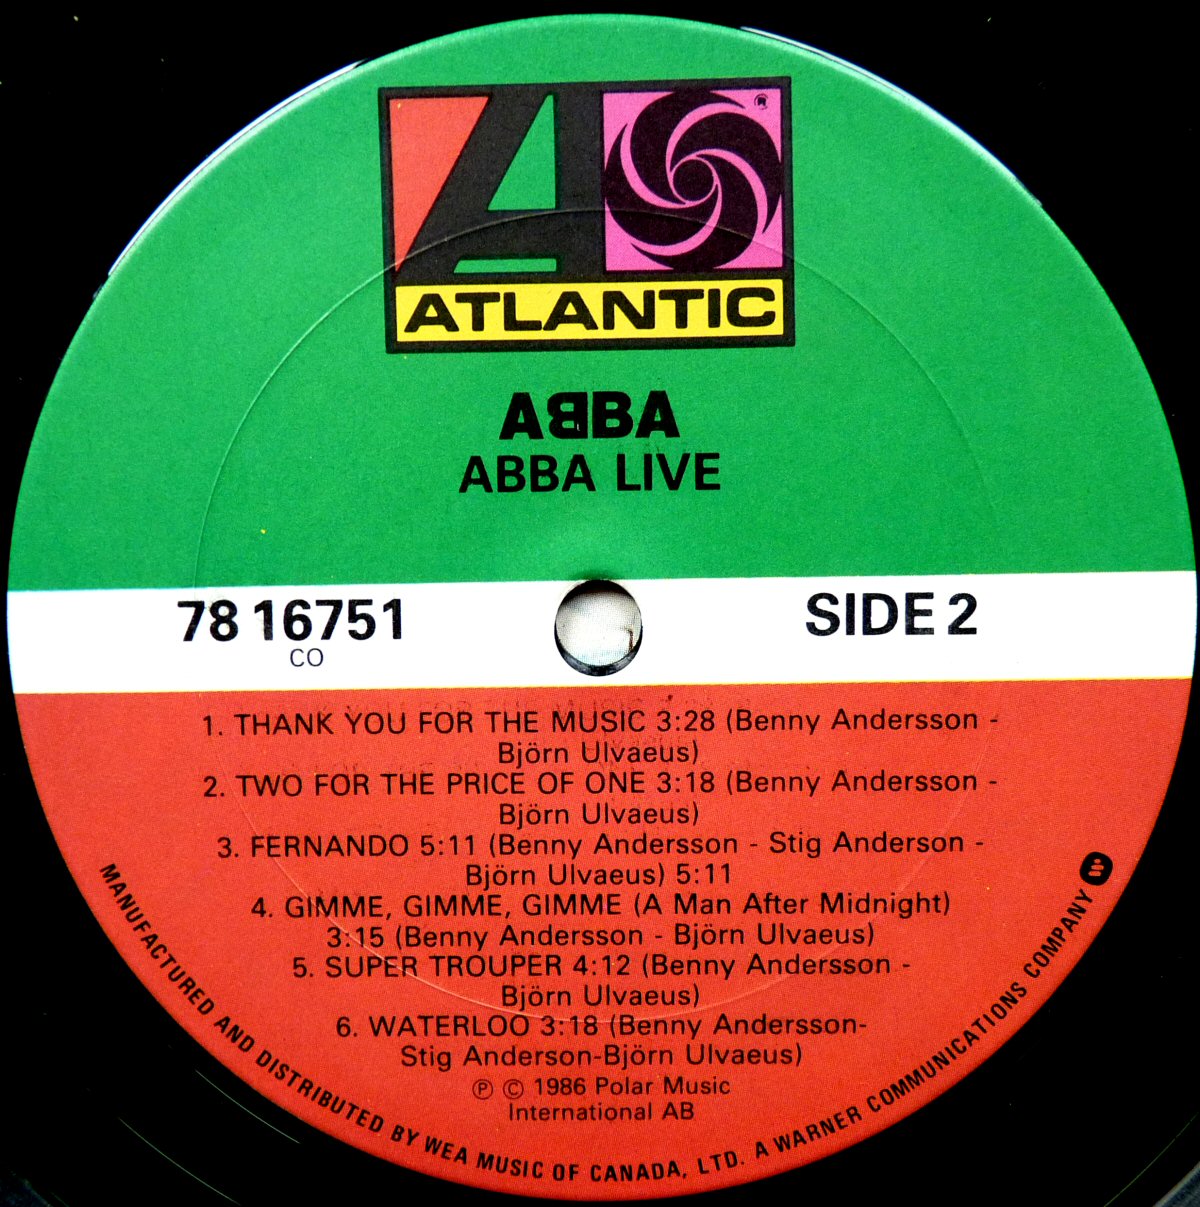 ®
ATLANTIC
ABBA
ABBA LIVE
78 16751
CO
SIDE 2
1. THANK YOU FOR THE MUSIC 3:28 (Benny Andersson -
Björn Ulvaeus)
2. TWO FOR THE PRICE OF ONE 3:18 (Benny Andersson -
Björn Ulvaeus)
3. FERNANDO 5:11 (Benny Andersson - Stig Anderson -
Björn Ulvaeus) 5:11
4. GIMME, GIMME, GIMME (A Man After Midnight)
3:15 (Benny Andersson - Björn Ulvaeus)
5. SUPER TROUPER 4:12 (Benny Andersson -
Björn Ulvaeus)
6. WATERLOO 3:18 (Benny Andersson-
Stig Anderson-Björn Ulvaeus)
℗ © 1986 Polar Music
International AB
MANUFACTURED AND DISTRIBUTED BY WEA MUSIC OF CANADA, LTD. A WARNER COMMUNICATIONS COMPANY